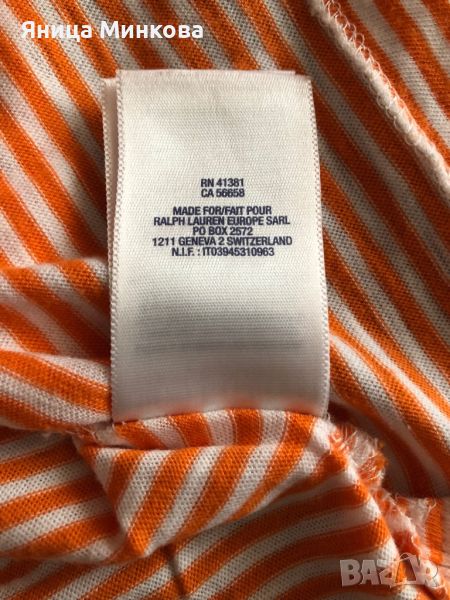 Яница Минкова
RN 41381
CA 56658
MADE FOR/FAIT POUR
RALPH LAUREN EUROPE SARL
PO BOX 2572
1211 GENEVA 2 SWITZERLAND
N.I.F. : IT03945310963
bazar